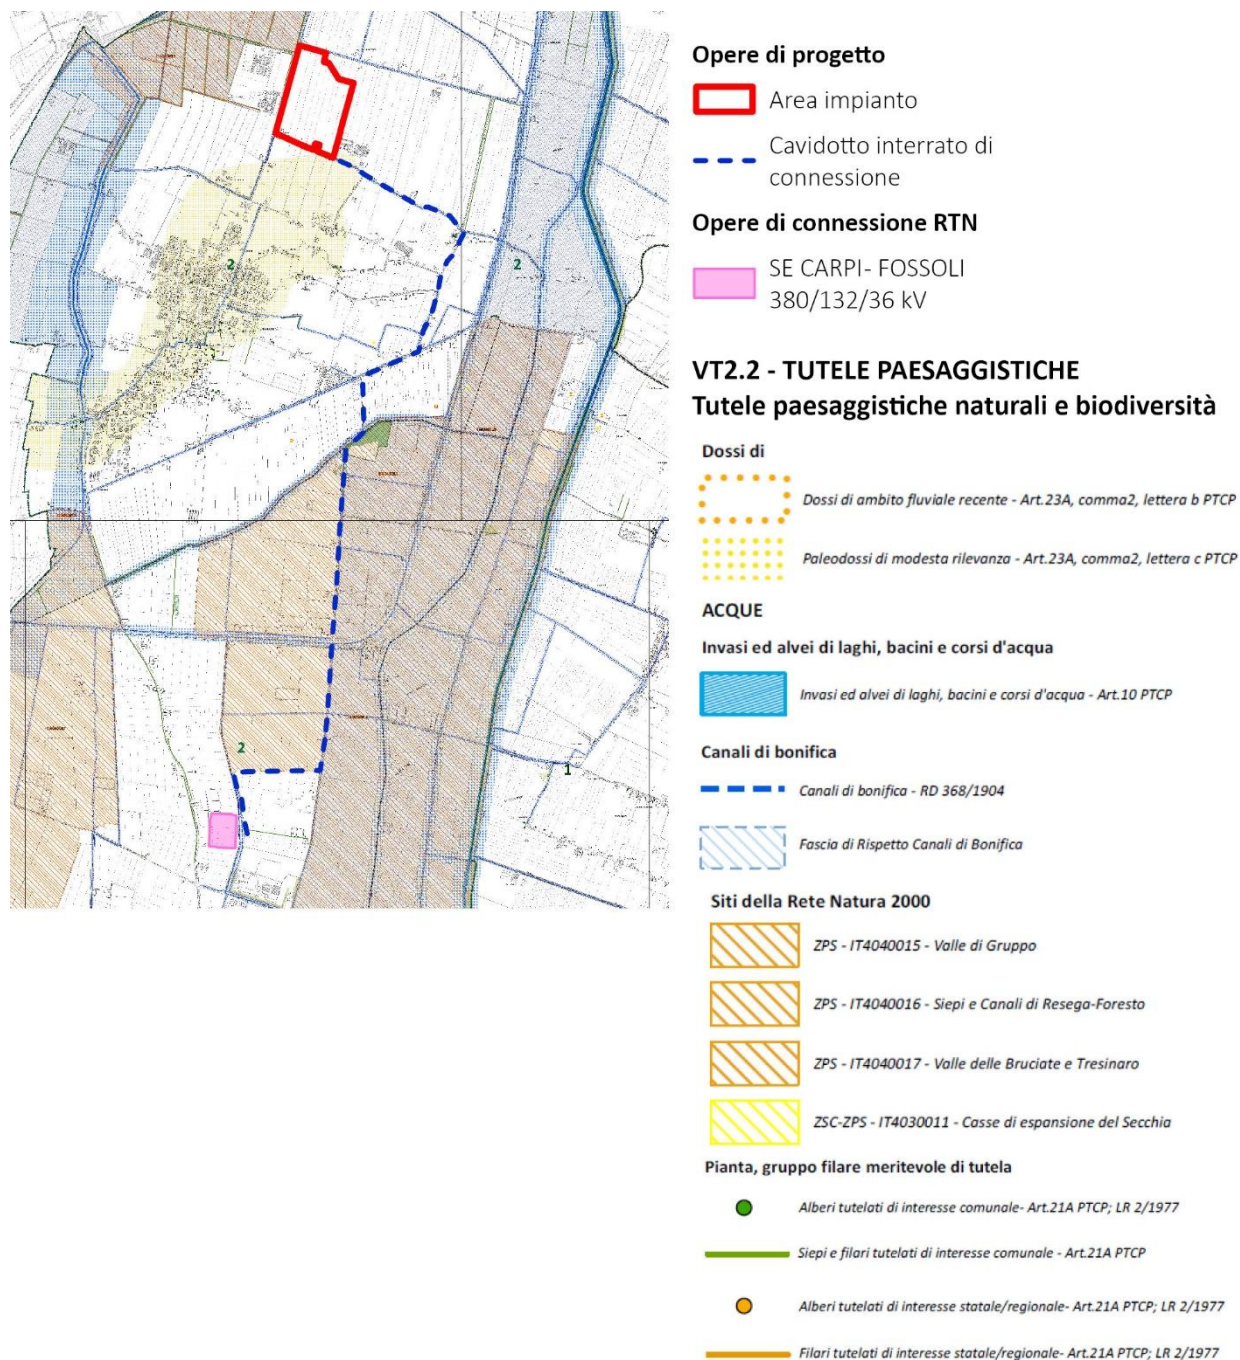 2
2
2
1
Opere di progetto
Area impianto
Cavidotto interrato di
connessione
Opere di connessione RTN
SE CARPI- FOSSOLI
380/132/36 kV
VT2.2 - TUTELE PAESAGGISTICHE
Tutele paesaggistiche naturali e biodiversità
Dossi di
Dossi di ambito fluviale recente - Art.23A, comma2, lettera b PTCP
Paleodossi di modesta rilevanza - Art.23A, comma2, lettera c PTCP
ACQUE
Invasi ed alvei di laghi, bacini e corsi d'acqua
Invasi ed alvei di laghi, bacini e corsi d'acqua - Art.10 PTCP
Canali di bonifica
Canali di bonifica - RD 368/1904
Fascia di Rispetto Canali di Bonifica
Siti della Rete Natura 2000
ZPS - IT4040015 - Valle di Gruppo
ZPS - IT4040016 - Siepi e Canali di Resega-Foresto
ZPS - IT4040017 - Valle delle Bruciate e Tresinaro
ZSC-ZPS - IT4030011 - Casse di espansione del Secchia
Pianta, gruppo filare meritevole di tutela
Alberi tutelati di interesse comunale- Art.21A PTCP; LR 2/1977
Siepi e filari tutelati di interesse comunale - Art.21A PTCP
Alberi tutelati di interesse statale/regionale- Art.21A PTCP; LR 2/1977
Filari tutelati di interesse statale/regionale- Art.21A PTCP; LR 2/1977